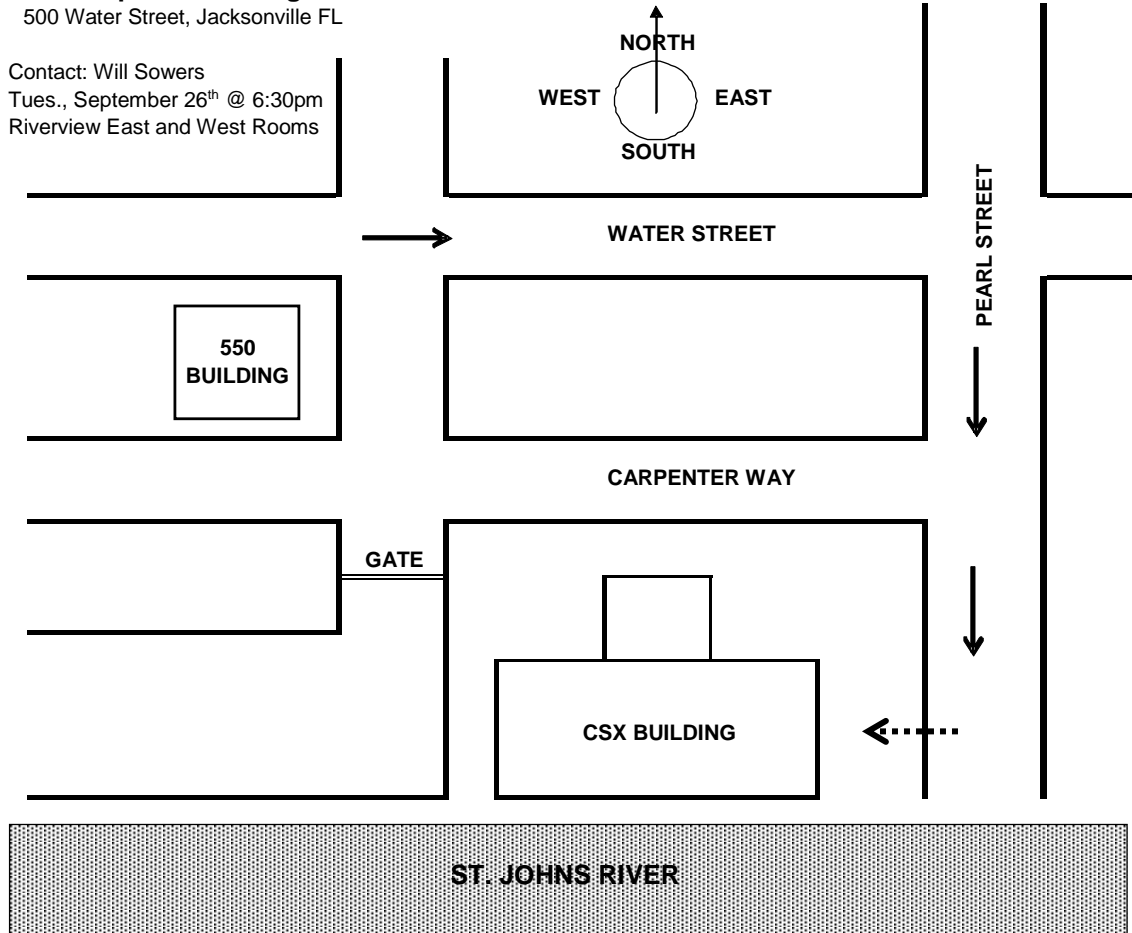 500 Water Street, Jacksonville FL
Contact: Will Sowers
Tues., September 26th @ 6:30pm
Riverview East and West Rooms
NORTH
WEST
EAST
SOUTH
WATER STREET
PEARL STREET
550
BUILDING
CARPENTER WAY
GATE
CSX BUILDING
ST. JOHNS RIVER